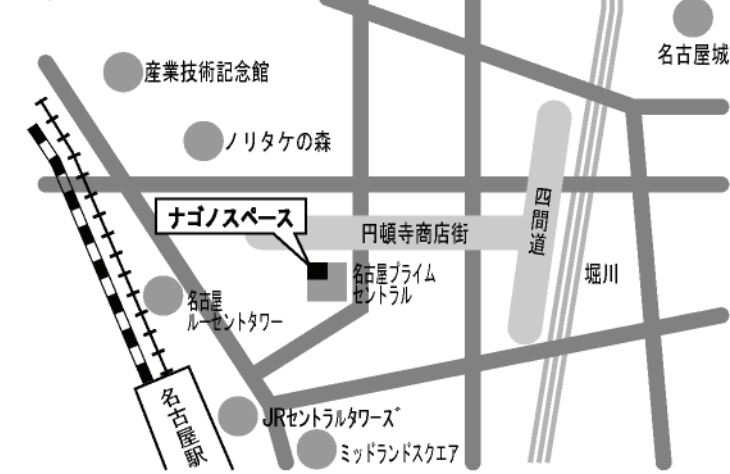 名古屋城
産業技術記念館
ノリタケの森
四間道
ナゴノスペース
円頓寺商店街
名古屋プライム
セントラル
堀川
名古屋
ルーセントタワー
名古屋駅
JRセントラルタワーズ
ミッドランドスクエア